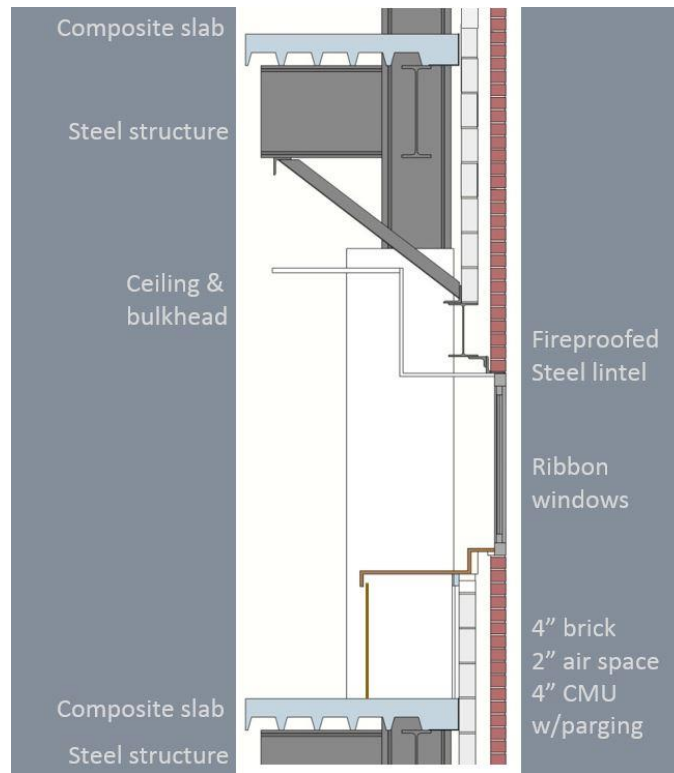 Composite slab
Steel structure
Ceiling &
bulkhead
Fireproofed
Steel lintel
Ribbon
windows
4” brick
2” air space
4” CMU
w/parging
Composite slab
Steel structure